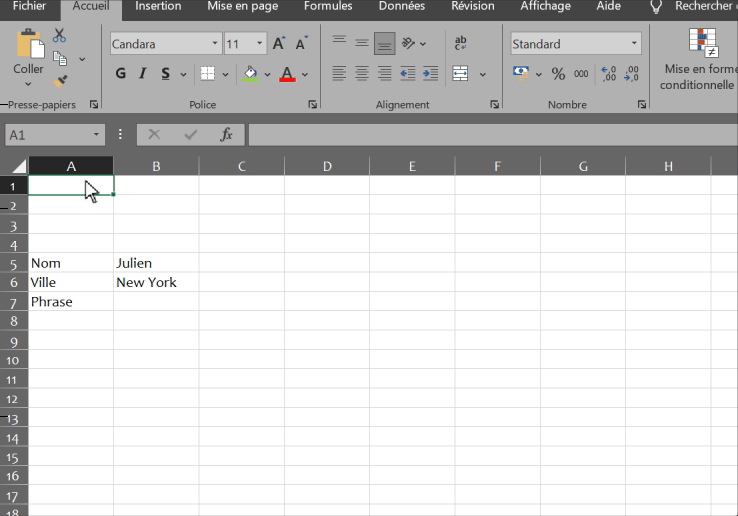 Fichier Accueil Insertion Mise en page Formules Données Révision Affichage Aide Rechercher
Candara 11 A A ab Standard
Coller G I S A % 000 ,00 ,00 Mise en forme
conditionnelle
Presse-papiers Police Alignement Nombre
A1 fx
A B C D E F G H
1
2
3
4
5 Nom Julien
6 Ville New York
7 Phrase
8
9
10
11
12
13
14
15
16
17
18